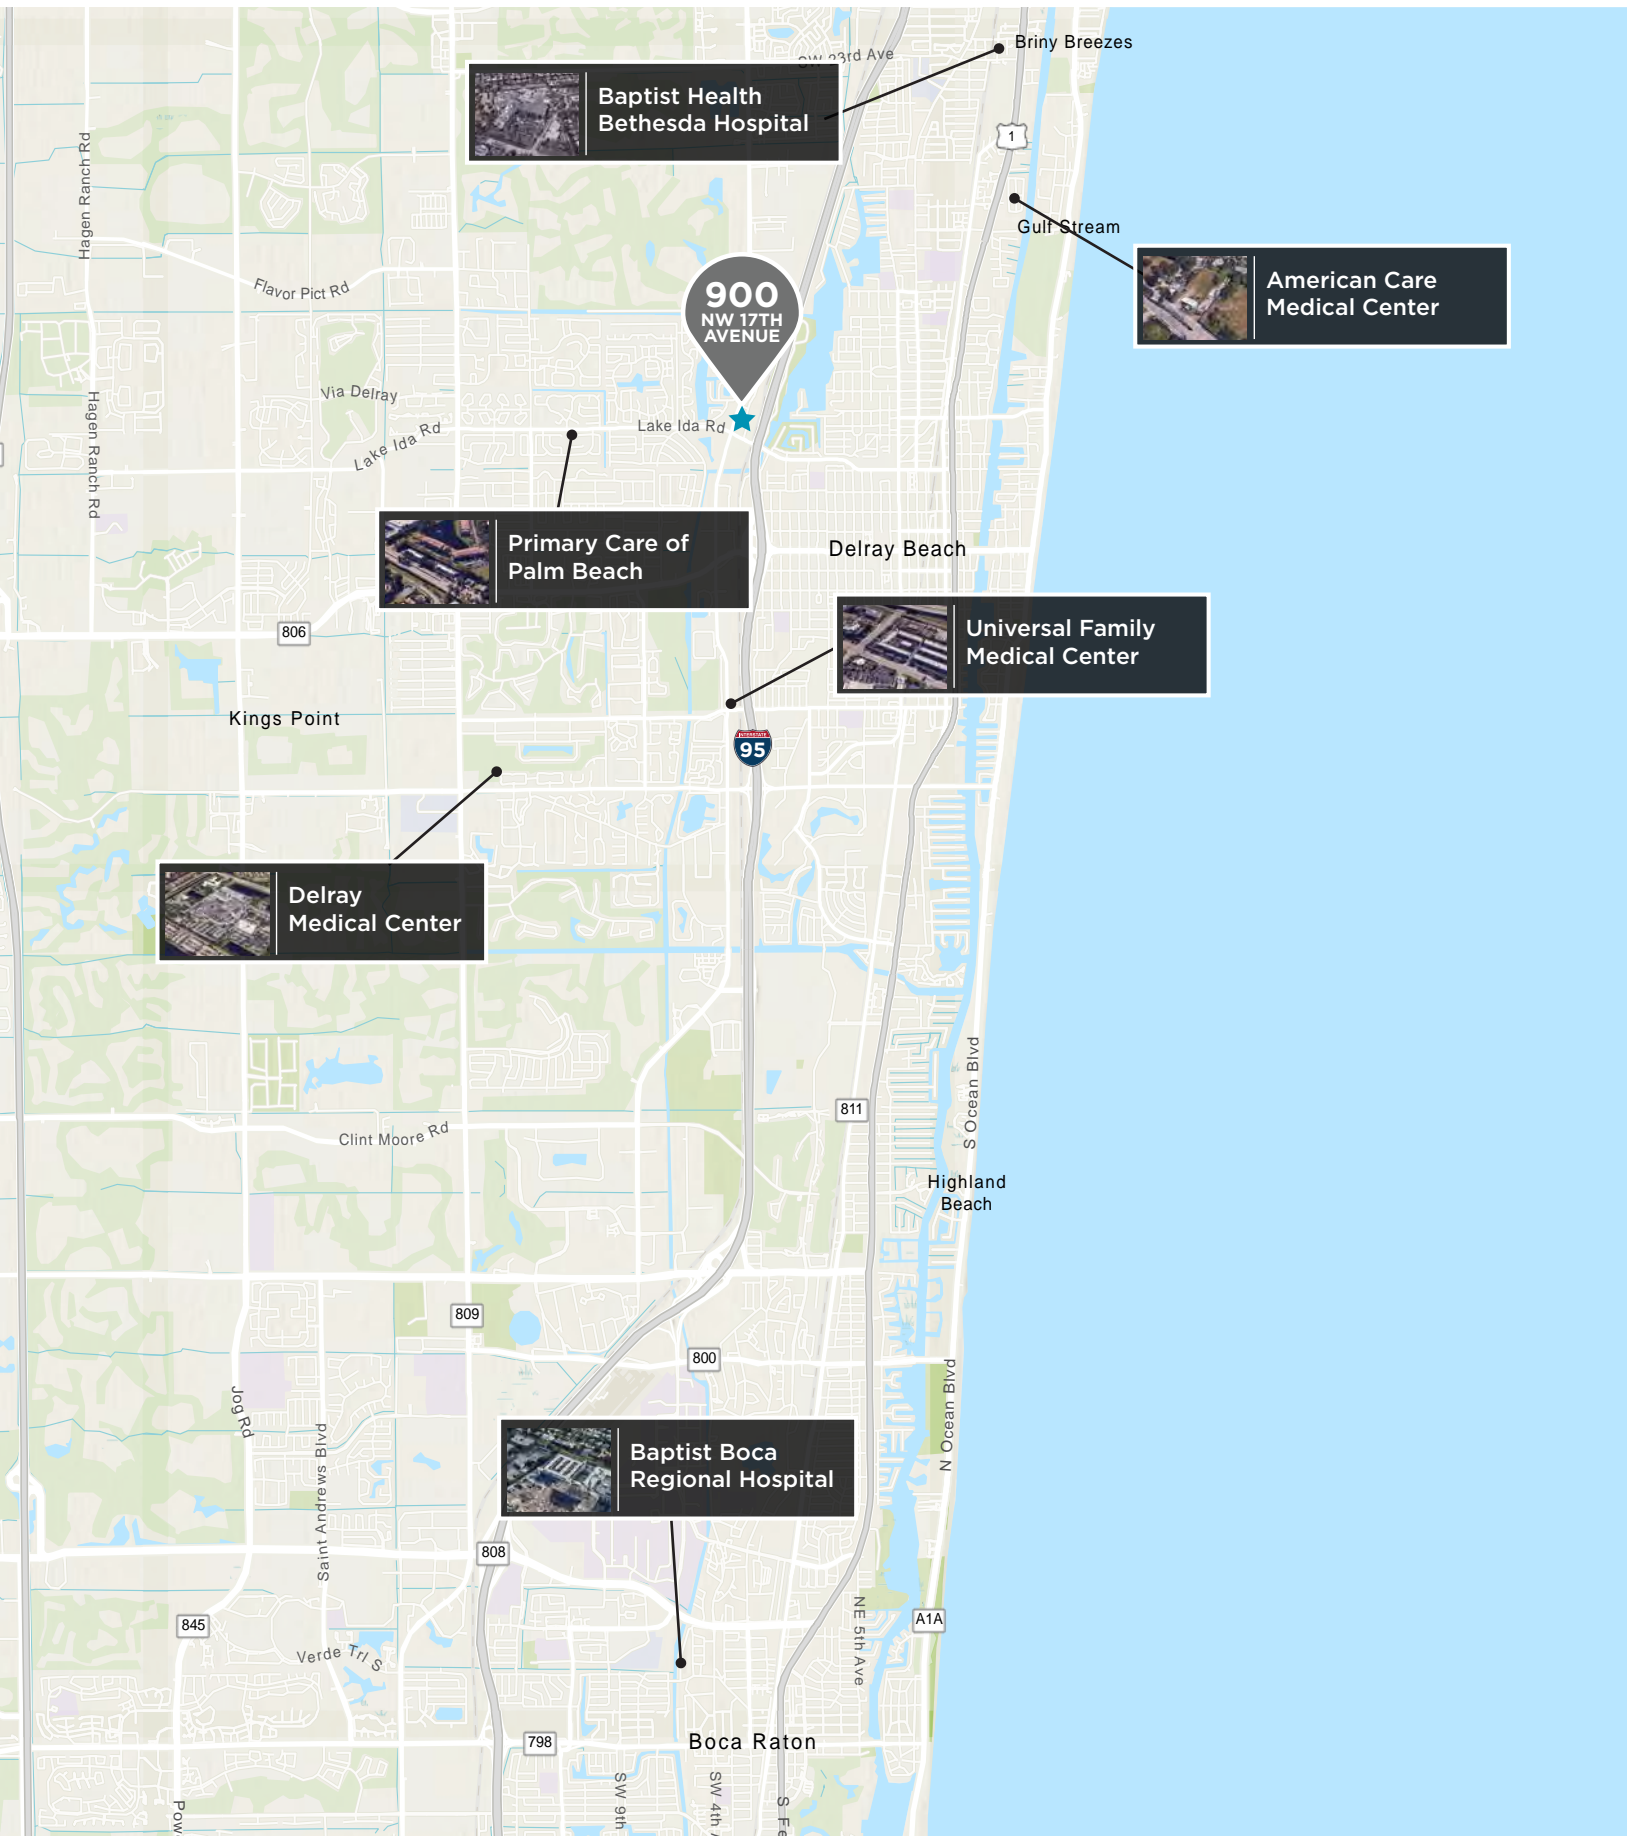 Briny Breezes
SW 23rd Ave
Baptist Health
Bethesda Hospital
1
Hagen Ranch Rd
Gulf Stream
American Care
Medical Center
Flavor Pict Rd
900
NW 17TH
AVENUE
Via Delray
Lake Ida Rd
Lake Ida Rd
Hagen Ranch Rd
Primary Care of
Palm Beach
Delray Beach
Universal Family
Medical Center
806
Kings Point
INTERSTATE
95
Delray
Medical Center
S Ocean Blvd
811
Clint Moore Rd
Highland
Beach
809
800
Jog Rd
N Ocean Blvd
Saint Andrews Blvd
Baptist Boca
Regional Hospital
808
845
NE 5th Ave
A1A
Verde Trl S
798
Boca Raton
SW 9th
SW 4th
S Fe
Pow